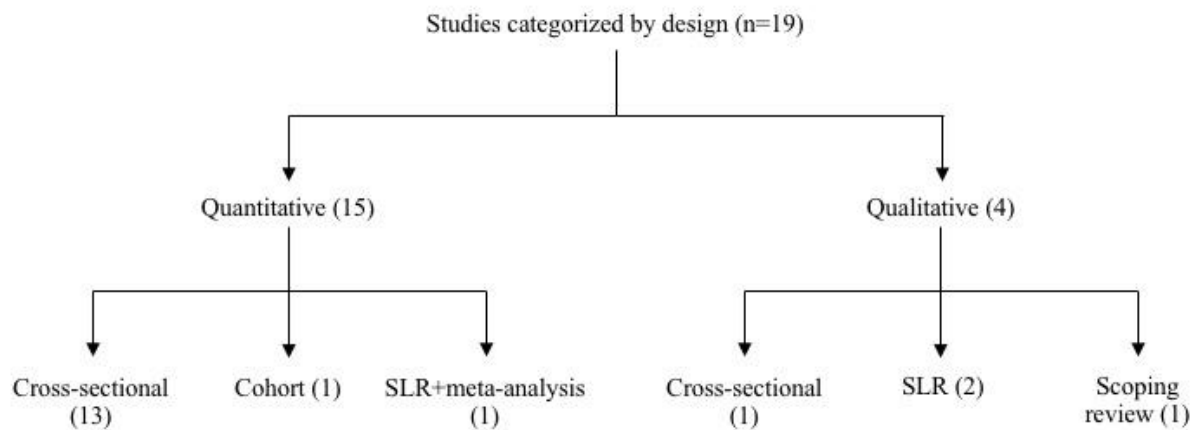 Studies categorized by design (n=19)
Quantitative (15)
Qualitative (4)
Cross-sectional
(13)
Cohort (1)
SLR+meta-analysis
(1)
Cross-sectional
(1)
SLR (2)
Scoping
review (1)